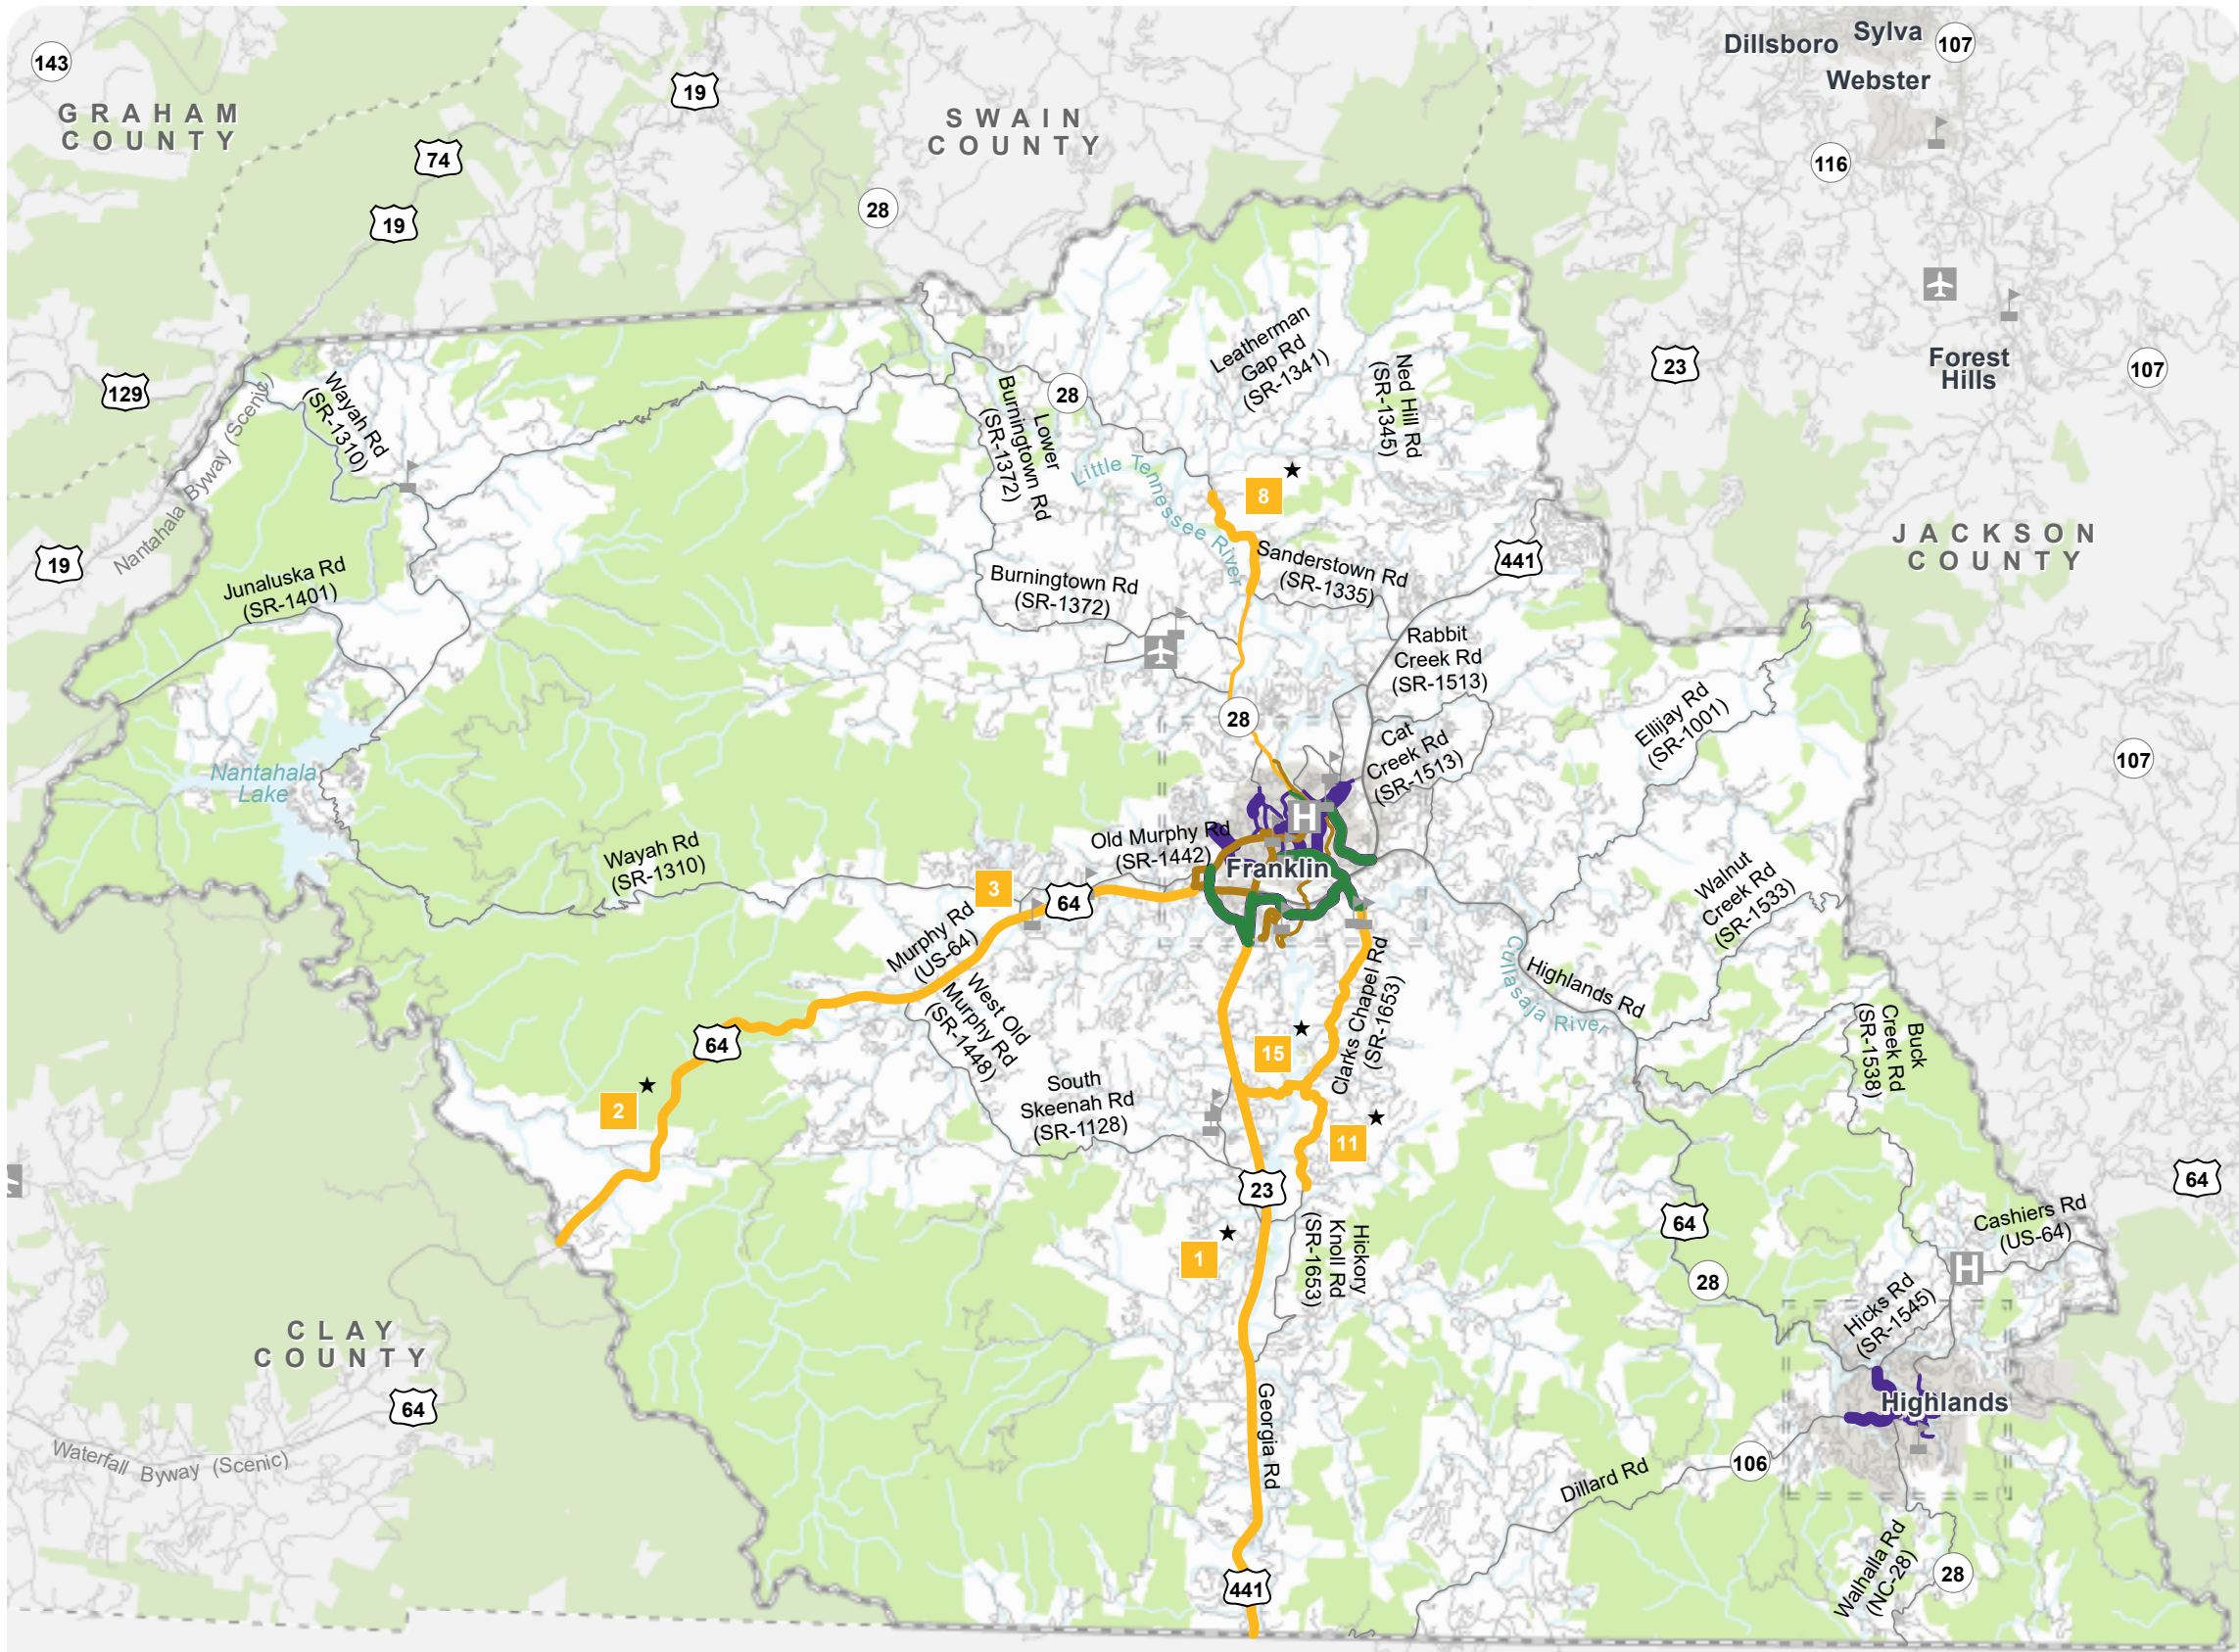 143
GRAHAM
COUNTY
19
74
19
SWAIN
COUNTY
28
Dillsboro
Sylva
107
Webster
116
23
Forest
Hills
107
129
Nantahala Byway (Scenic)
19
Wayah Rd
(SR-1310)
Lower
Burningtown Rd
(SR-1372)
28
Leatherman
Gap Rd
(SR-1341)
Ned Hill Rd
(SR-1345)
Little Tennessee River
8
441
JACKSON
COUNTY
Junaluska Rd
(SR-1401)
Burningtown Rd
(SR-1372)
Sanderstown Rd
(SR-1335)
Rabbit
Creek Rd
(SR-1513)
28
Cat
Creek Rd
(SR-1513)
Ellijay Rd
(SR-1001)
107
Nantahala
Lake
H
Wayah Rd
(SR-1310)
Old Murphy Rd
(SR-1442)
Franklin
3
64
Walnut
Creek Rd
(SR-1533)
Murphy Rd
(US-64)
West Old
Murphy Rd
(SR-1448)
Clarks Chapel Rd
(SR-1653)
Cullasaja River
Highlands Rd
Buck
Creek Rd
(SR-1538)
64
15
2
South
Skeenah Rd
(SR-1128)
11
23
64
64
1
Hickory
Knoll Rd
(SR-1653)
Cashiers Rd
(US-64)
H
28
Hicks Rd
(SR-1545)
CLAY
COUNTY
64
Georgia Rd
Highlands
Waterfall Byway (Scenic)
Dillard Rd
106
441
Walhalla Rd
(NC-28)
28